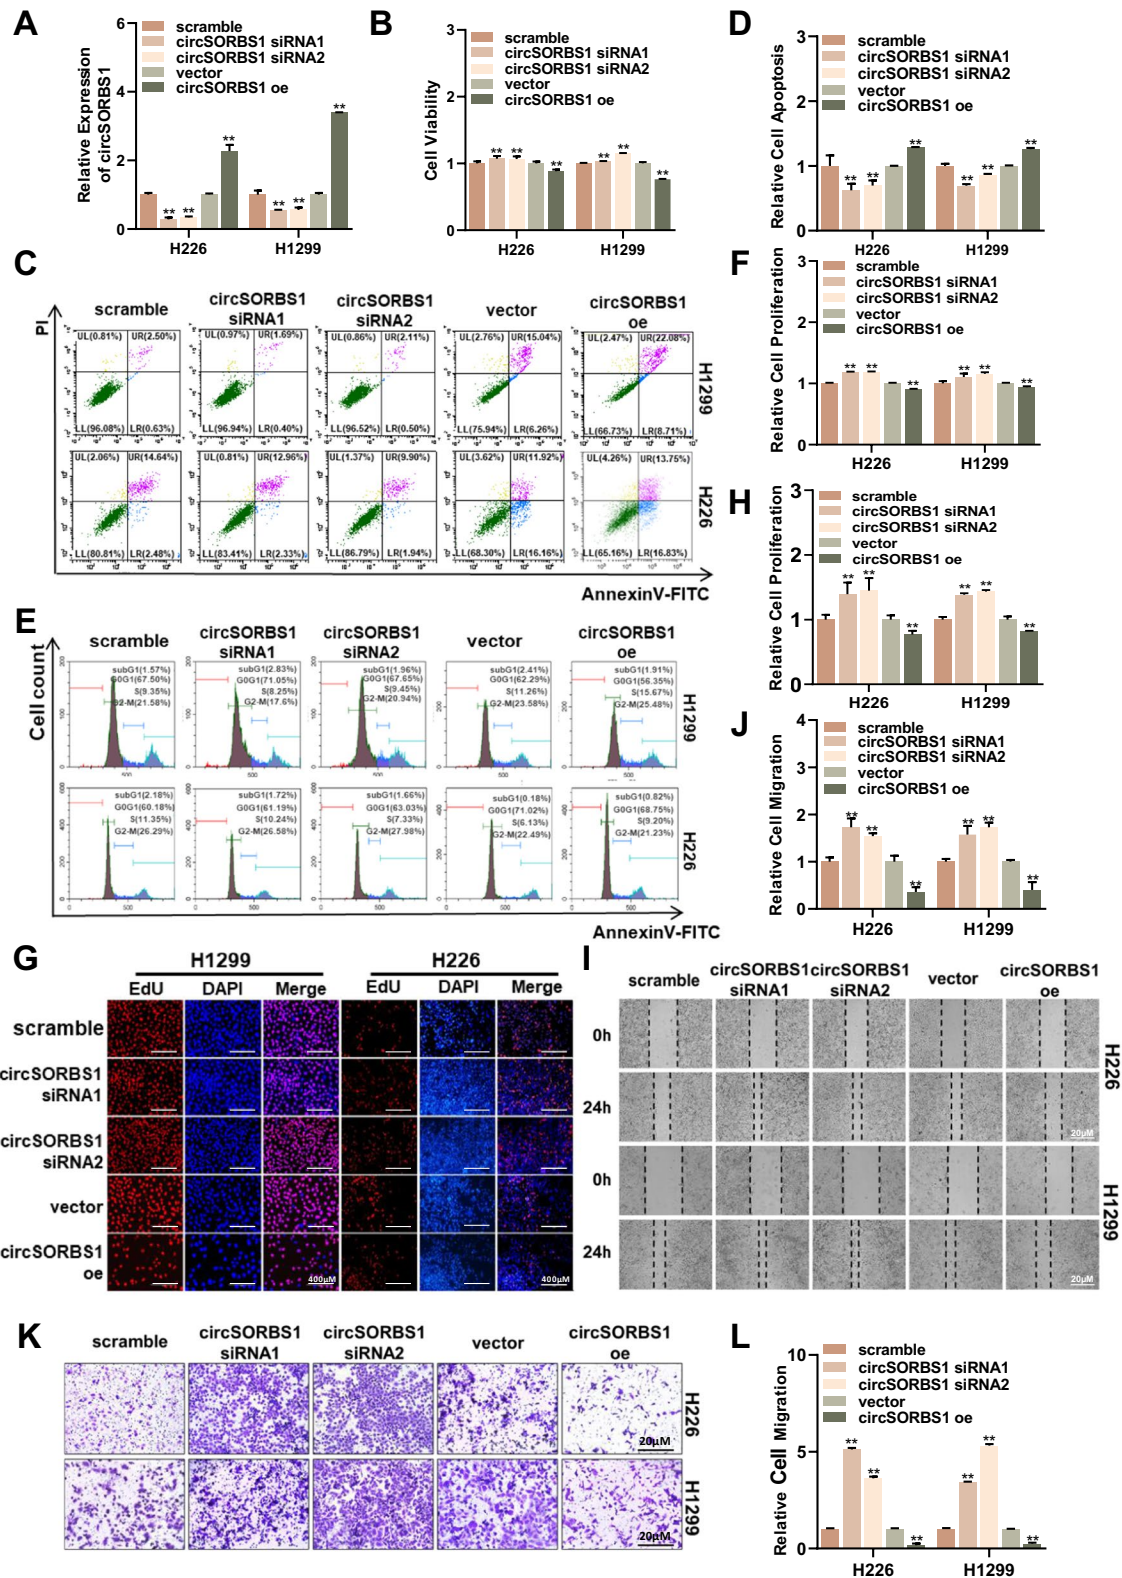 A
6
4
2
0
Relative Expression
of circSORBS1
scramble
circSORBS1 siRNA1
circSORBS1 siRNA2
vector
circSORBS1 oe
** ** ** ** ** **
H226 H1299
B
3
2
1
0
Cell Viability
scramble
circSORBS1 siRNA1
circSORBS1 siRNA2
vector
circSORBS1 oe
** ** ** ** ** **
H226 H1299
D
3
2
1
0
Relative Cell Apoptosis
scramble
circSORBS1 siRNA1
circSORBS1 siRNA2
vector
circSORBS1 oe
** ** ** ** ** **
H226 H1299
C
PI
scramble
circSORBS1
siRNA1
circSORBS1
siRNA2
vector
circSORBS1
oe
UL(0.81%) UR(2.50%)
LL(96.08%) LR(0.63%)
UL(0.97%) UR(1.69%)
LL(96.94%) LR(0.40%)
UL(0.86%) UR(2.11%)
LL(96.52%) LR(0.50%)
UL(2.76%) UR(15.04%)
LL(75.94%) LR(6.26%)
UL(2.47%) UR(22.08%)
LL(66.73%) LR(8.71%)
H1299
UL(2.06%) UR(14.64%)
LL(80.81%) LR(2.48%)
UL(0.81%) UR(12.96%)
LL(83.41%) LR(2.33%)
UL(1.37%) UR(9.90%)
LL(86.79%) LR(1.94%)
UL(3.62%) UR(11.92%)
LL(68.30%) LR(16.16%)
UL(4.26%) UR(13.75%)
LL(65.16%) LR(16.83%)
H226
AnnexinV-FITC
F
3
2
1
0
Relative Cell Proliferation
scramble
circSORBS1 siRNA1
circSORBS1 siRNA2
vector
circSORBS1 oe
** ** ** ** ** **
H226 H1299
E
Cell count
scramble
circSORBS1
siRNA1
circSORBS1
siRNA2
vector
circSORBS1
oe
subG1(1.57%)
G0G1(67.50%)
S(9.35%)
G2-M(21.58%)
subG1(2.83%)
G0G1(71.05%)
S(8.25%)
G2-M(17.6%)
subG1(1.96%)
G0G1(67.65%)
S(9.45%)
G2-M(20.94%)
subG1(2.41%)
G0G1(62.29%)
S(11.26%)
G2-M(23.58%)
subG1(1.91%)
G0G1(56.35%)
S(15.67%)
G2-M(25.48%)
H1299
subG1(2.18%)
G0G1(60.18%)
S(11.35%)
G2-M(26.29%)
subG1(1.72%)
G0G1(61.19%)
S(10.24%)
G2-M(26.58%)
subG1(1.66%)
G0G1(63.03%)
S(7.33%)
G2-M(27.98%)
subG1(0.18%)
G0G1(71.02%)
S(6.13%)
G2-M(22.49%)
subG1(0.82%)
G0G1(68.75%)
S(9.20%)
G2-M(21.23%)
H226
AnnexinV-FITC
H
3
2
1
0
Relative Cell Proliferation
scramble
circSORBS1 siRNA1
circSORBS1 siRNA2
vector
circSORBS1 oe
** ** ** ** ** **
H226 H1299
J
4
3
2
1
0
Relative Cell Migration
scramble
circSORBS1 siRNA1
circSORBS1 siRNA2
vector
circSORBS1 oe
** ** ** ** ** **
H226 H1299
G
H1299 H226
EdU DAPI Merge EdU DAPI Merge
scramble
circSORBS1
siRNA1
circSORBS1
siRNA2
vector
circSORBS1
oe
400μM 400μM
I
scramble
circSORBS1
siRNA1
circSORBS1
siRNA2
vector
circSORBS1
oe
0h
24h
20μM
H226
0h
24h
20μM
H1299
K
scramble
circSORBS1
siRNA1
circSORBS1
siRNA2
vector
circSORBS1
oe
20μM
H226
20μM
H1299
L
10
5
0
Relative Cell Migration
scramble
circSORBS1 siRNA1
circSORBS1 siRNA2
vector
circSORBS1 oe
** ** ** ** ** **
H226 H1299